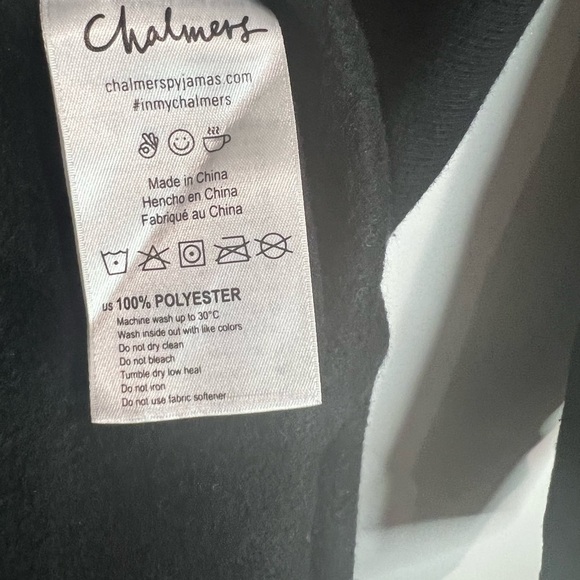 Chalmers
chalmerspyjamas.com
#inmychalmers
Made in China
Hencho en China
Fabriqué au China
US 100% POLYESTER
Machine wash up to 30°C
Wash inside out with like colors
Do not dry clean
Do not bleach
Tumble dry low heal
Do not iron
Do not use fabric softener